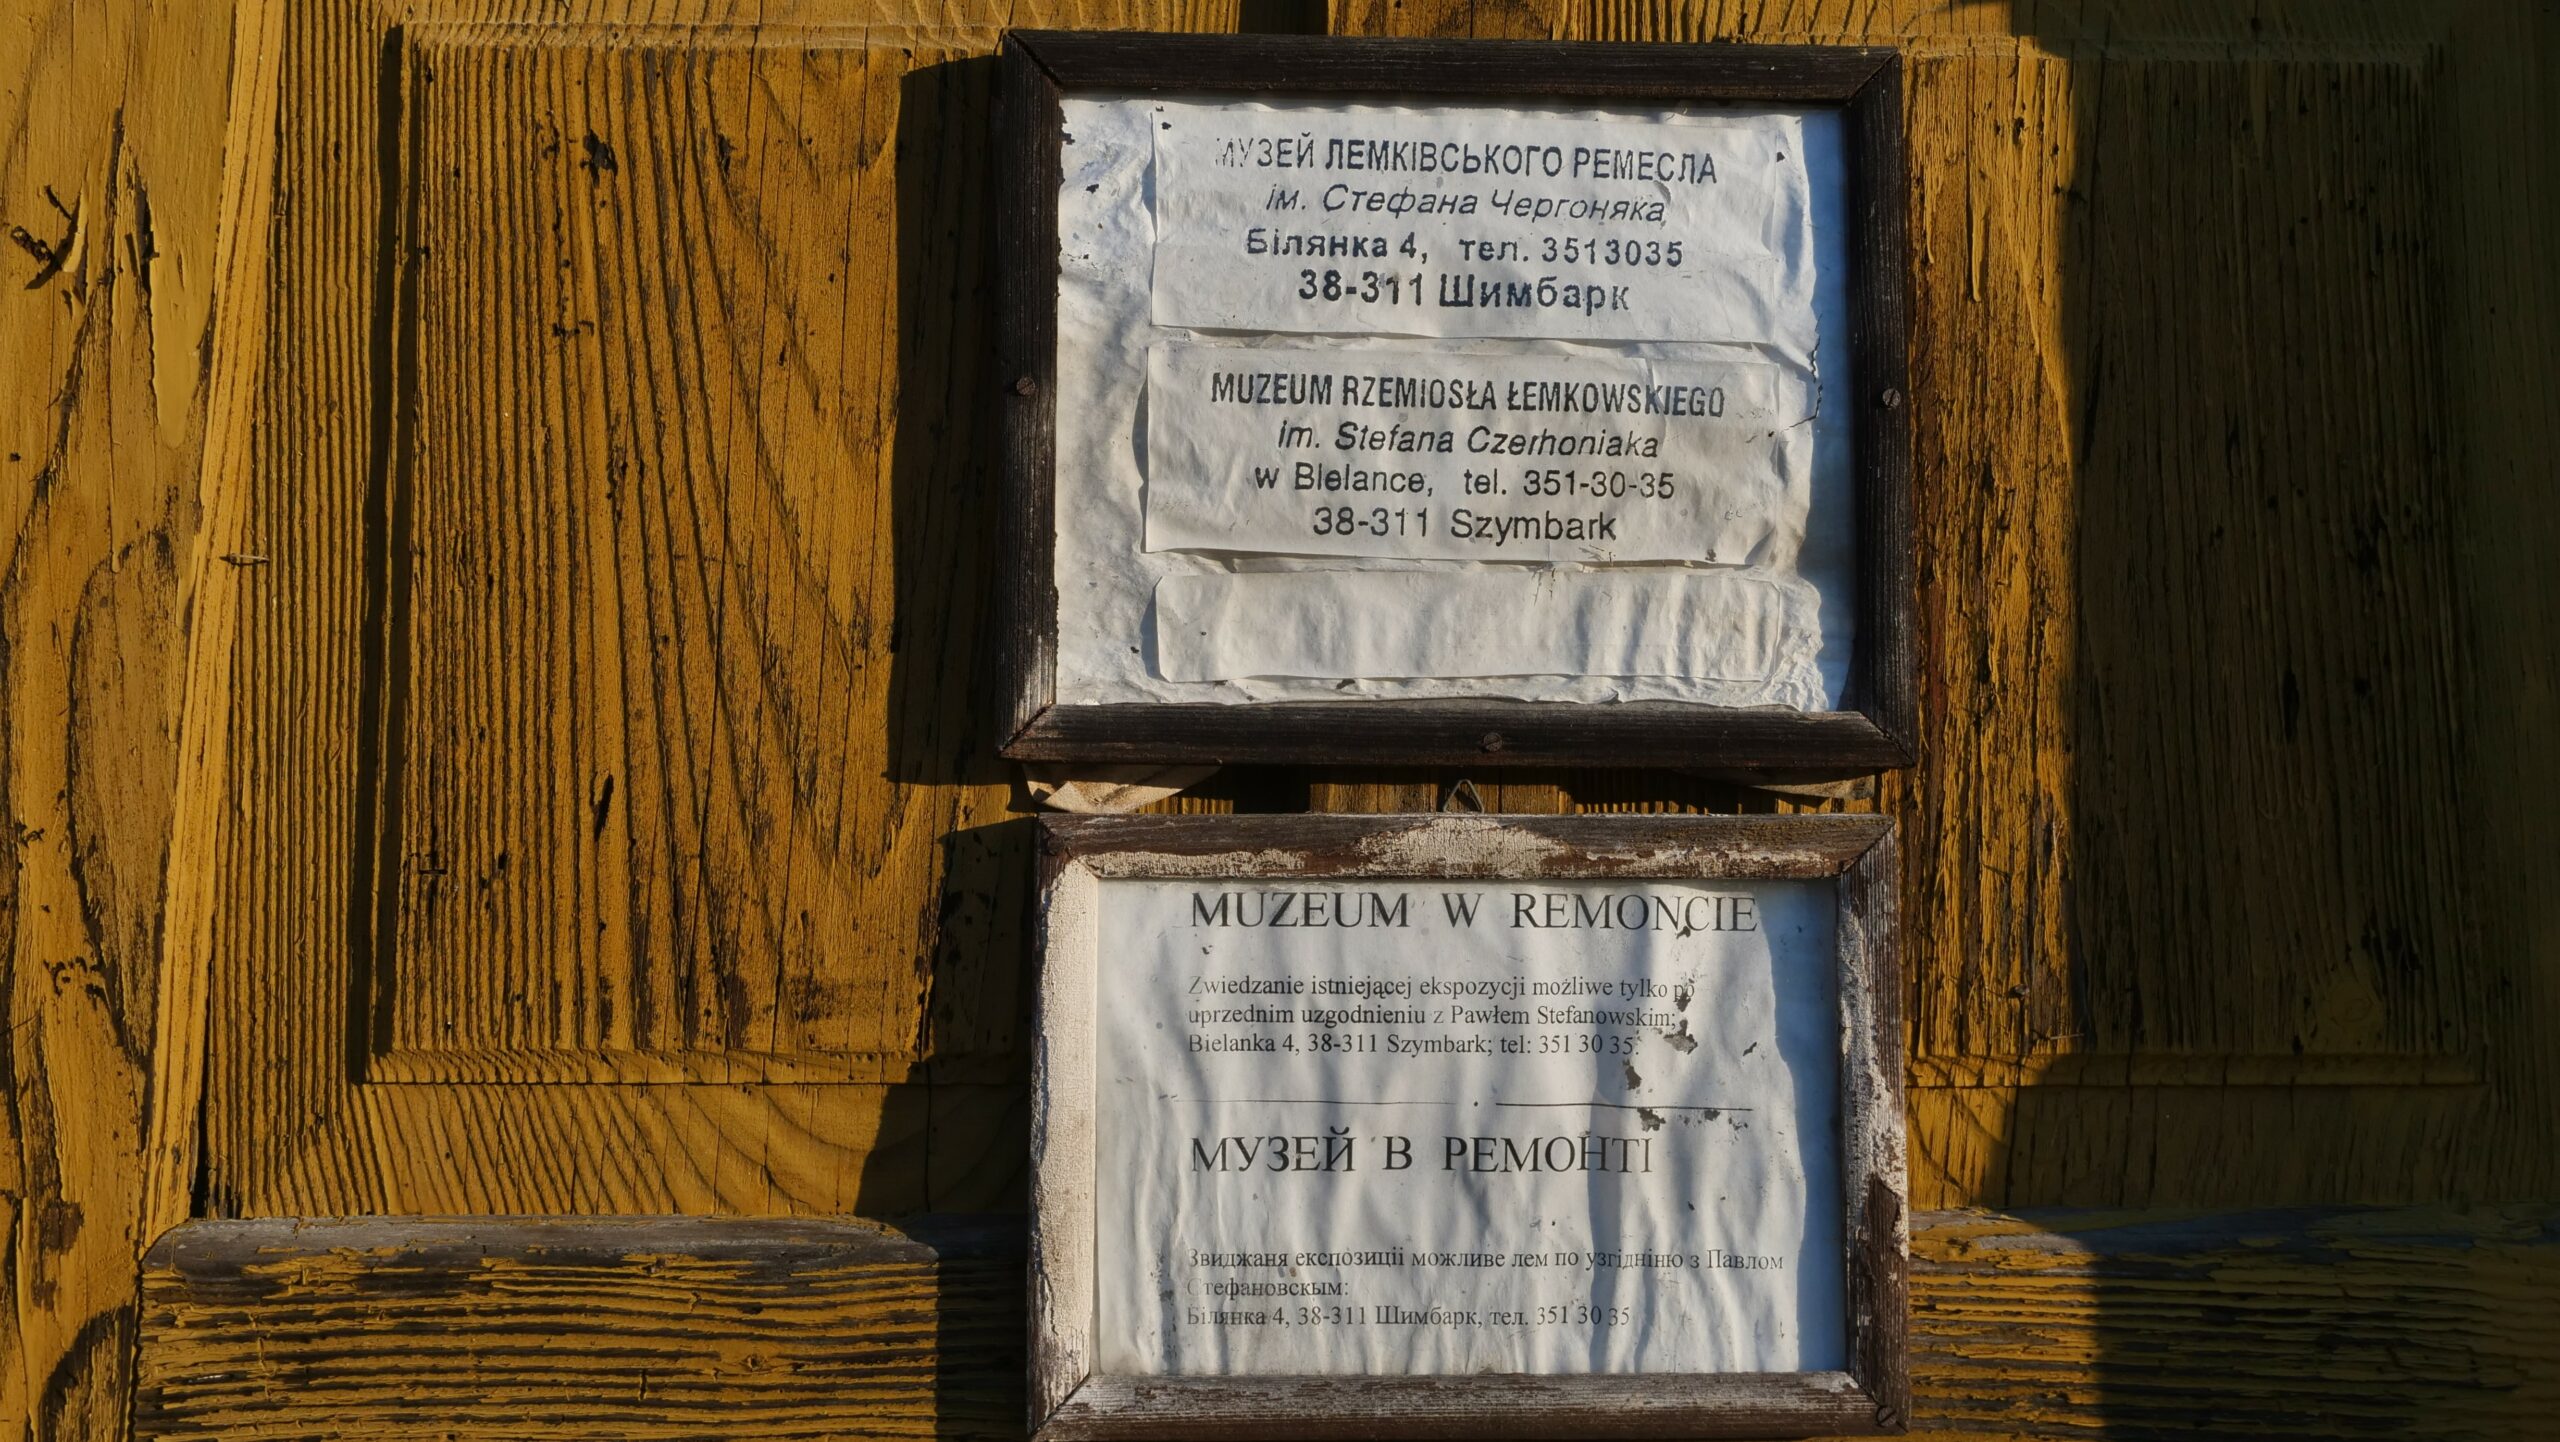 МУЗЕЙ ЛЕМКІВСЬКОГО РЕМЕСЛА
ім. Стефана Чергоняка
Білянка 4, тел. 3513035
38-311 Шимбарк
MUZEUM RZEMIOSŁA ŁEMKOWSKIEGO
im. Stefana Czerhoniaka
w Bielance, tel. 351-30-35
38-311 Szymbark
MUZEUM W REMONCIE
Zwiedzanie istniejącej ekspozycji możliwe tylko po
uprzednim uzgodnieniu z Pawłem Stefanowskim;
Bielanka 4, 38-311 Szymbark; tel: 351 30 35.
МУЗЕЙ В РЕМОНТІ
Звиджаня експозиції можливе лем по узгідніню з Павлом
Стефановскым:
Білянка 4, 38-311 Шимбарк, тел. 351 30 35